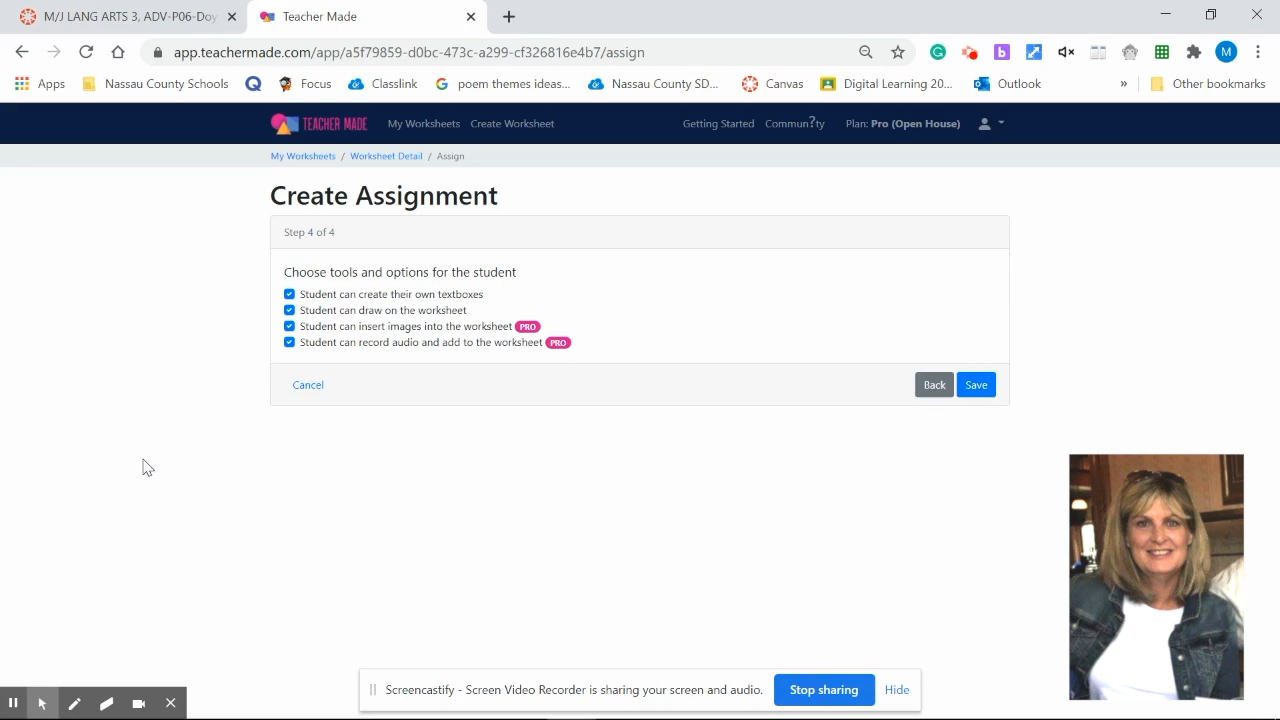 M/J LANG ARTS 3, ADV-P06-Doy
Teacher Made
app.teachermade.com/app/a5f79859-d0bc-473c-a299-cf326816e4b7/assign
b
M
Apps
Nassau County Schools
Focus
Classlink
poem themes ideas...
Nassau County SD...
Canvas
Digital Learning 20...
Outlook
»
Other bookmarks
TEACHER MADE
My Worksheets
Create Worksheet
Getting Started
Commun?ty
Plan: Pro (Open House)
My Worksheets / Worksheet Detail / Assign
Create Assignment
Step 4 of 4
Choose tools and options for the student
Student can create their own textboxes
Student can draw on the worksheet
Student can insert images into the worksheet PRO
Student can record audio and add to the worksheet PRO
Cancel
Back
Save
Screencastify - Screen Video Recorder is sharing your screen and audio.
Stop sharing
Hide